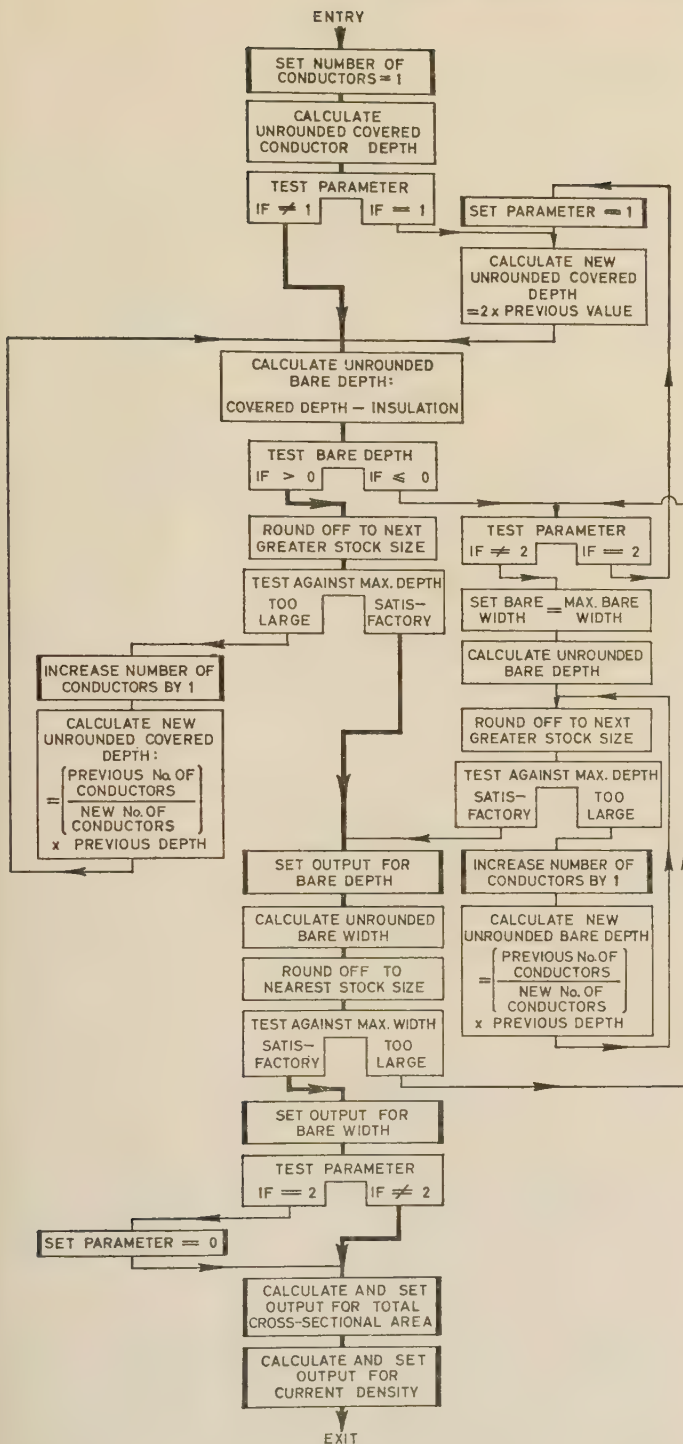 ENTRY
SET NUMBER OF
CONDUCTORS = 1
CALCULATE
UNROUNDED COVERED
CONDUCTOR DEPTH
TEST PARAMETER
IF ≠ 1 IF = 1
SET PARAMETER = 1
CALCULATE NEW
UNROUNDED COVERED
DEPTH
= 2 x PREVIOUS VALUE
CALCULATE UNROUNDED
BARE DEPTH:
COVERED DEPTH – INSULATION
TEST BARE DEPTH
IF > 0 IF ⩽ 0
ROUND OFF TO NEXT
GREATER STOCK SIZE
TEST AGAINST MAX. DEPTH
TOO SATIS-
LARGE FACTORY
INCREASE NUMBER OF
CONDUCTORS BY 1
CALCULATE NEW
UNROUNDED COVERED
DEPTH:
= [PREVIOUS No. OF
CONDUCTORS
NEW No. OF
CONDUCTORS]
x PREVIOUS DEPTH
TEST PARAMETER
IF ≠ 2 IF = 2
SET BARE = MAX. BARE
WIDTH WIDTH
CALCULATE UNROUNDED
BARE DEPTH
ROUND OFF TO NEXT
GREATER STOCK SIZE
TEST AGAINST MAX. DEPTH
SATIS- TOO
FACTORY LARGE
INCREASE NUMBER OF
CONDUCTORS BY 1
CALCULATE NEW
UNROUNDED BARE DEPTH
= [PREVIOUS No. OF
CONDUCTORS
NEW No. OF
CONDUCTORS]
x PREVIOUS DEPTH
SET OUTPUT FOR
BARE DEPTH
CALCULATE UNROUNDED
BARE WIDTH
ROUND OFF TO
NEAREST STOCK SIZE
TEST AGAINST MAX. WIDTH
SATIS- TOO
FACTORY LARGE
SET OUTPUT FOR
BARE WIDTH
TEST PARAMETER
IF = 2 IF ≠ 2
SET PARAMETER = 0
CALCULATE AND SET
OUTPUT FOR TOTAL
CROSS-SECTIONAL AREA
CALCULATE AND SET
OUTPUT FOR
CURRENT DENSITY
EXIT